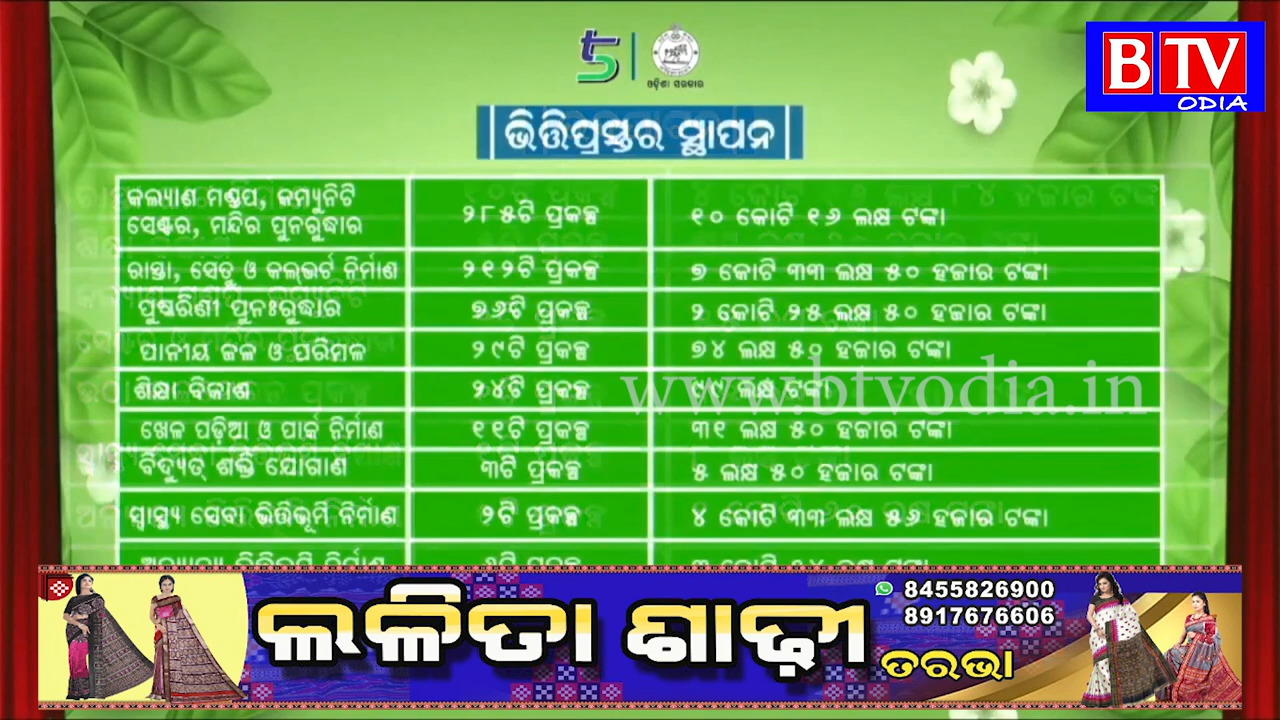 BTV
ODIA
5
ଓଡ଼ିଶା ସରକାର
ଭିତ୍ତିପ୍ରସ୍ତର ସ୍ଥାପନ
କଲ୍ୟାଣ ମଣ୍ଡପ, କମ୍ୟୁନିଟି
ସେଣ୍ଟର, ମନ୍ଦିର ପୁନରୁଦ୍ଧାର ୨୮୫ଟି ପ୍ରକଳ୍ପ ୧୦ କୋଟି ୧୬ ଲକ୍ଷ ଟଙ୍କା
ରାସ୍ତା, ସେତୁ ଓ କଲଭର୍ଟ ନିର୍ମାଣ ୨୧୨ଟି ପ୍ରକଳ୍ପ ୭ କୋଟି ୩୩ ଲକ୍ଷ ୫୦ ହଜାର ଟଙ୍କା
ପୁଷ୍କରିଣୀ ପୁନଃରୁଦ୍ଧାର ୭୬ଟି ପ୍ରକଳ୍ପ ୨ କୋଟି ୨୫ ଲକ୍ଷ ୫୦ ହଜାର ଟଙ୍କା
ପାନୀୟ ଜଳ ଓ ପରିମଳ ୨୯ଟି ପ୍ରକଳ୍ପ ୭୪ ଲକ୍ଷ ୫୦ ହଜାର ଟଙ୍କା
ଶିକ୍ଷା ବିକାଶ ୨୪ଟି ପ୍ରକଳ୍ପ ୯୯ ଲକ୍ଷ ଟଙ୍କା
www.btvodia.in
ଖେଳ ପଡ଼ିଆ ଓ ପାର୍କ ନିର୍ମାଣ ୧୧ଟି ପ୍ରକଳ୍ପ ୩୧ ଲକ୍ଷ ୫୦ ହଜାର ଟଙ୍କା
ବିଦ୍ୟୁତ୍ ଶକ୍ତି ଯୋଗାଣ ୩ଟି ପ୍ରକଳ୍ପ ୫ ଲକ୍ଷ ୫୦ ହଜାର ଟଙ୍କା
ସ୍ୱାସ୍ଥ୍ୟ ସେବା ଭିତ୍ତିଭୂମି ନିର୍ମାଣ ୨ଟି ପ୍ରକଳ୍ପ ୪ କୋଟି ୩୩ ଲକ୍ଷ ୫୬ ହଜାର ଟଙ୍କା
ଲଳିତା ଶାଢ଼ୀ
8455826900
8917676606
ତରଭା